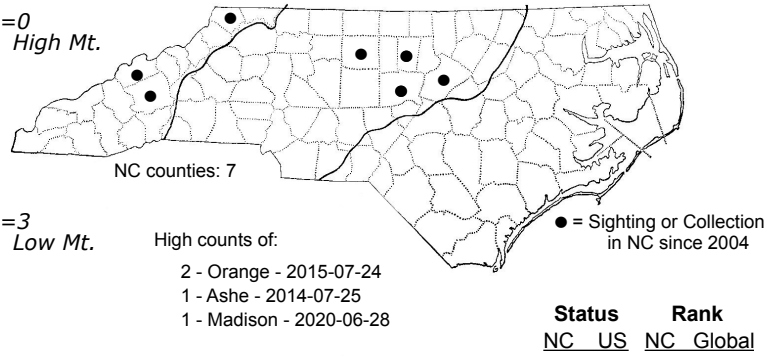 =0
High Mt.
NC counties: 7
=3
Low Mt.
High counts of:
2 - Orange - 2015-07-24
1 - Ashe - 2014-07-25
1 - Madison - 2020-06-28
● = Sighting or Collection
in NC since 2004
Status Rank
NC US NC Global